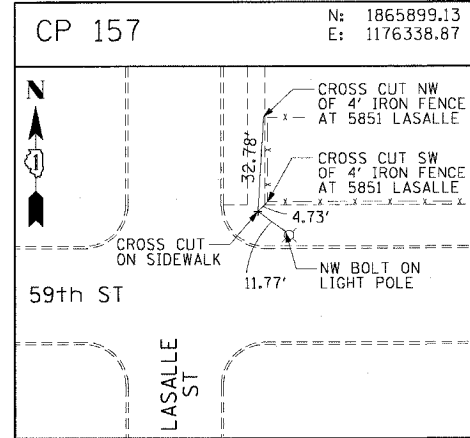 CP 157
N: 1865899.13
E: 1176338.87
N
1
CROSS CUT NW
OF 4' IRON FENCE
AT 5851 LASALLE
32.78'
CROSS CUT SW
OF 4' IRON FENCE
AT 5851 LASALLE
4.73'
CROSS CUT
ON SIDEWALK
11.77'
NW BOLT ON
LIGHT POLE
59th ST
LASALLE
ST